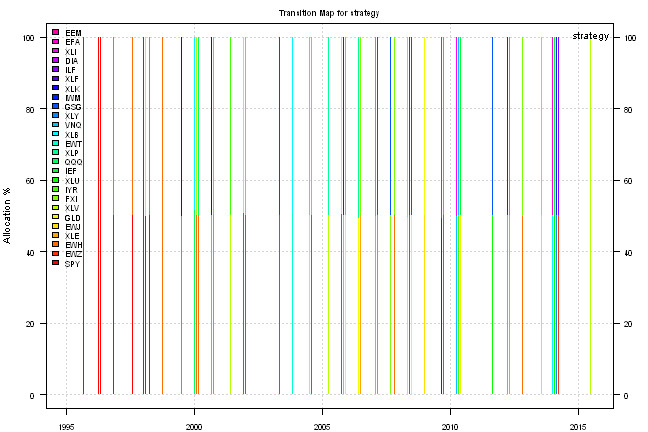 Transition Map for strategy
strategy
Allocation %
100
80
60
40
20
0
100
80
60
40
20
0
EEM
EFA
XLI
DIA
ILF
XLF
XLK
IWM
GSG
XLY
VNQ
XLB
EWT
XLP
QQQ
IEF
XLU
IYR
FXI
XLV
GLD
EWJ
XLE
EWH
EWZ
SPY
1995
2000
2005
2010
2015